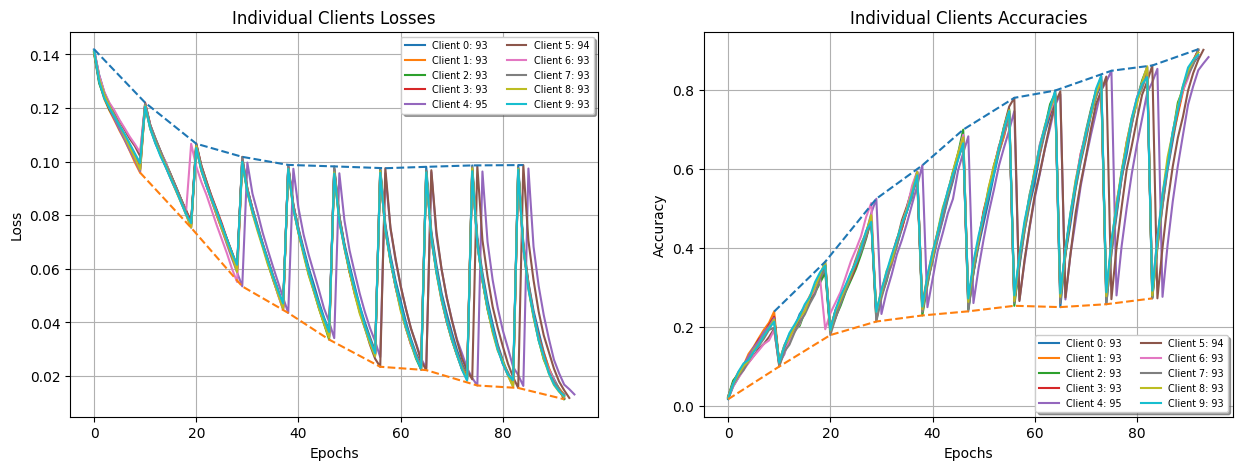 Individual Clients Losses
Loss
0.14
0.12
0.10
0.08
0.06
0.04
0.02
0
20
40
60
80
Epochs
Client 0: 93
Client 1: 93
Client 2: 93
Client 3: 93
Client 4: 95
Client 5: 94
Client 6: 93
Client 7: 93
Client 8: 93
Client 9: 93
Individual Clients Accuracies
Accuracy
0.8
0.6
0.4
0.2
0.0
0
20
40
60
80
Epochs
Client 0: 93
Client 1: 93
Client 2: 93
Client 3: 93
Client 4: 95
Client 5: 94
Client 6: 93
Client 7: 93
Client 8: 93
Client 9: 93